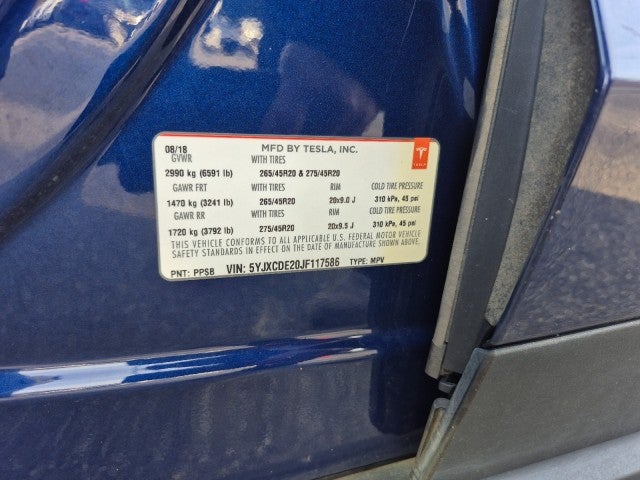 08/18 MFD BY TESLA, INC.
GVWR WITH TIRES
2990 kg (6591 lb) 265/45R20 & 275/45R20
GAWR FRT WITH TIRES RIM COLD TIRE PRESSURE
1470 kg (3241 lb) 265/45R20 20x9.0 J 310 kPa, 45 psi
GAWR RR WITH TIRES RIM COLD TIRE PRESSURE
1720 kg (3792 lb) 275/45R20 20x9.5 J 310 kPa, 45 psi
THIS VEHICLE CONFORMS TO ALL APPLICABLE U.S. FEDERAL MOTOR VEHICLE
SAFETY STANDARDS IN EFFECT ON THE DATE OF MANUFACTURE SHOWN ABOVE.
PNT: PPSB VIN: 5YJXCDE20JF117586 TYPE: MPV
TESLA